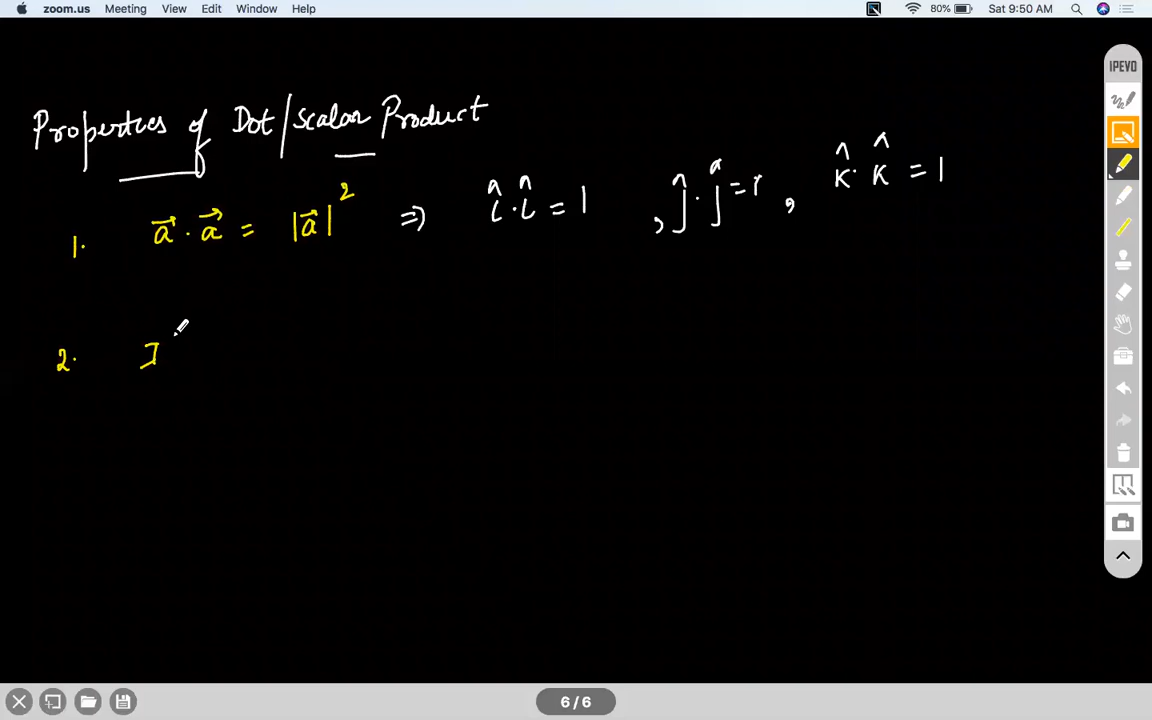 zoom.us Meeting View Edit Window Help 80% Sat 9:50 AM
IPEVO
Properties of Dot/scalar Product
1. a⃗ · a⃗ = |a⃗|² ⇒ î · î = 1 , ĵ · ĵ = 1 , k̂ · k̂ = 1
2. I
6 / 6